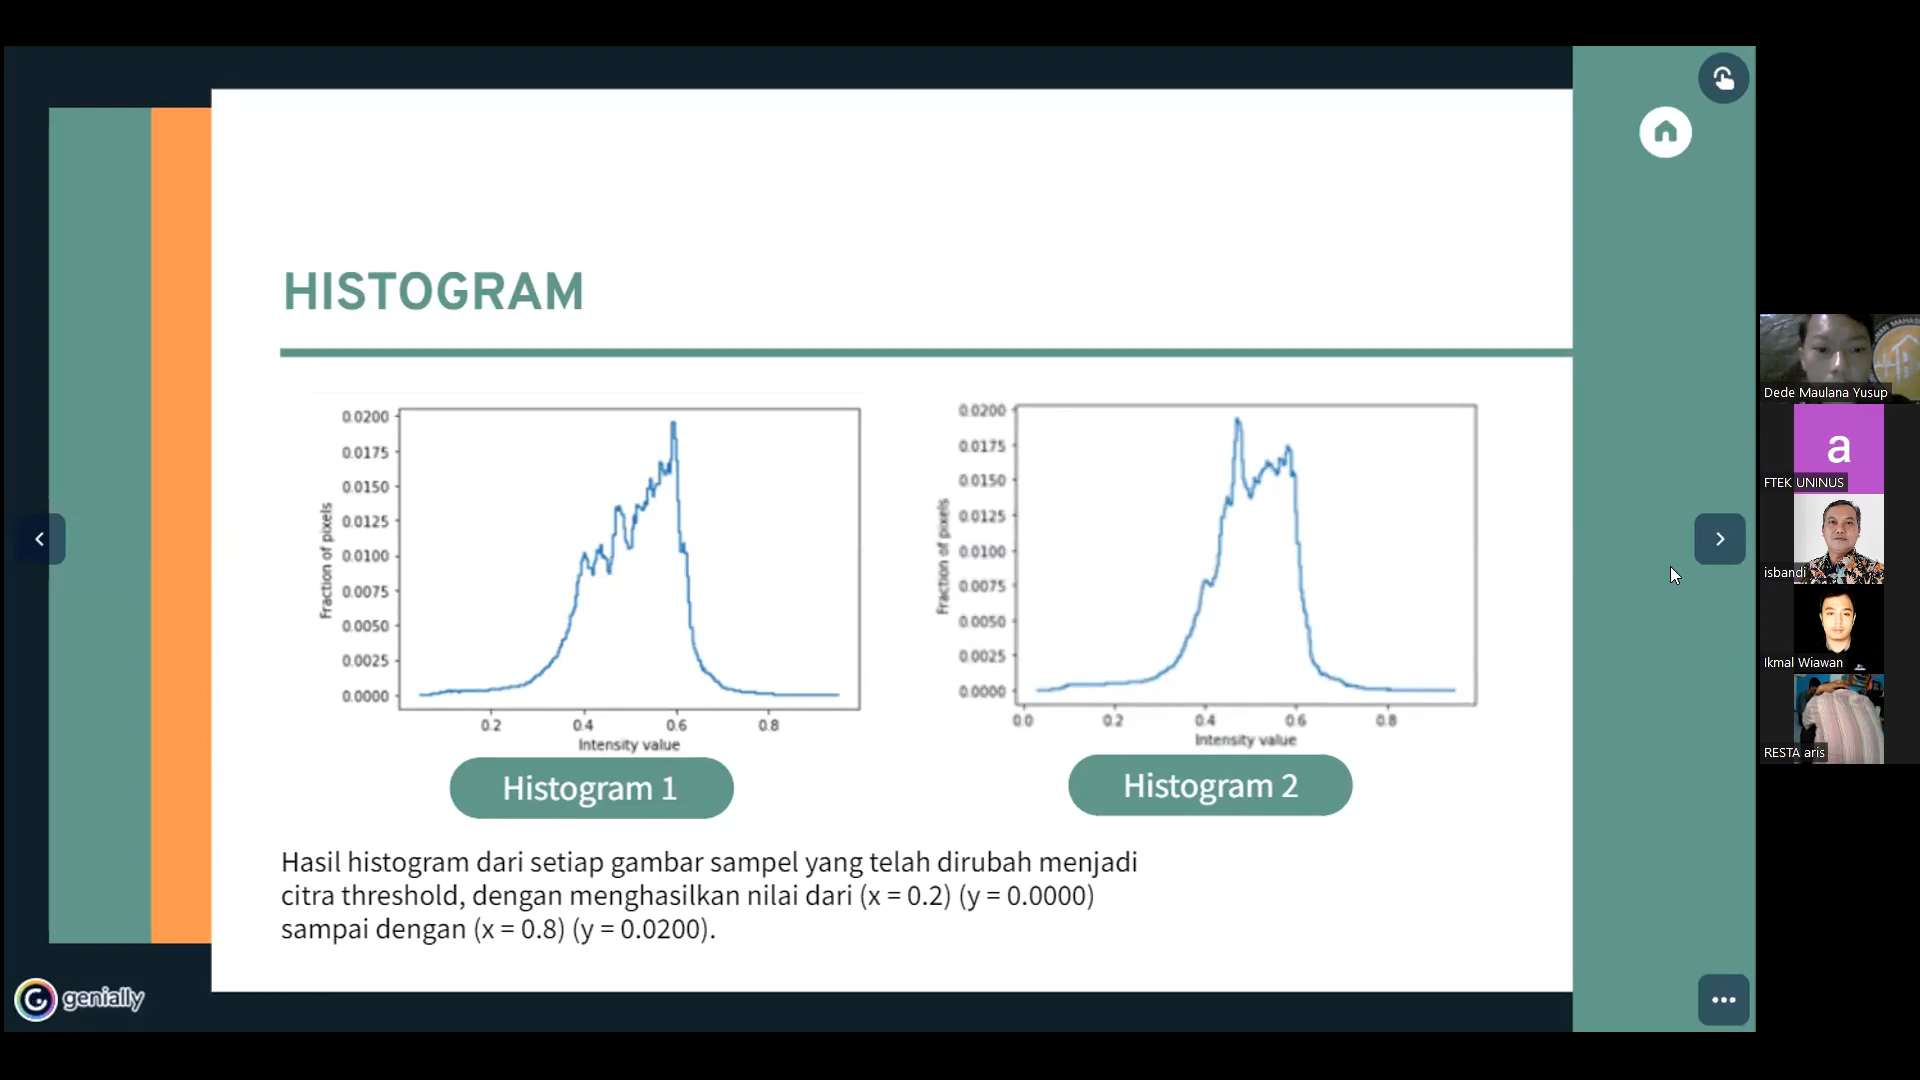 HISTOGRAM
0.0200
0.0175
0.0150
0.0125
0.0100
0.0075
0.0050
0.0025
0.0000
Fraction of pixels
0.2 0.4 0.6 0.8
Intensity value
Histogram 1
0.0200
0.0175
0.0150
0.0125
0.0100
0.0075
0.0050
0.0025
0.0000
Fraction of pixels
0.0 0.2 0.4 0.6 0.8
Intensity value
Histogram 2
Hasil histogram dari setiap gambar sampel yang telah dirubah menjadi
citra threshold, dengan menghasilkan nilai dari (x = 0.2) (y = 0.0000)
sampai dengan (x = 0.8) (y = 0.0200).
genially
Dede Maulana Yusup
a
FTEK UNINUS
isbandi
Ikmal Wiawan
RESTA aris